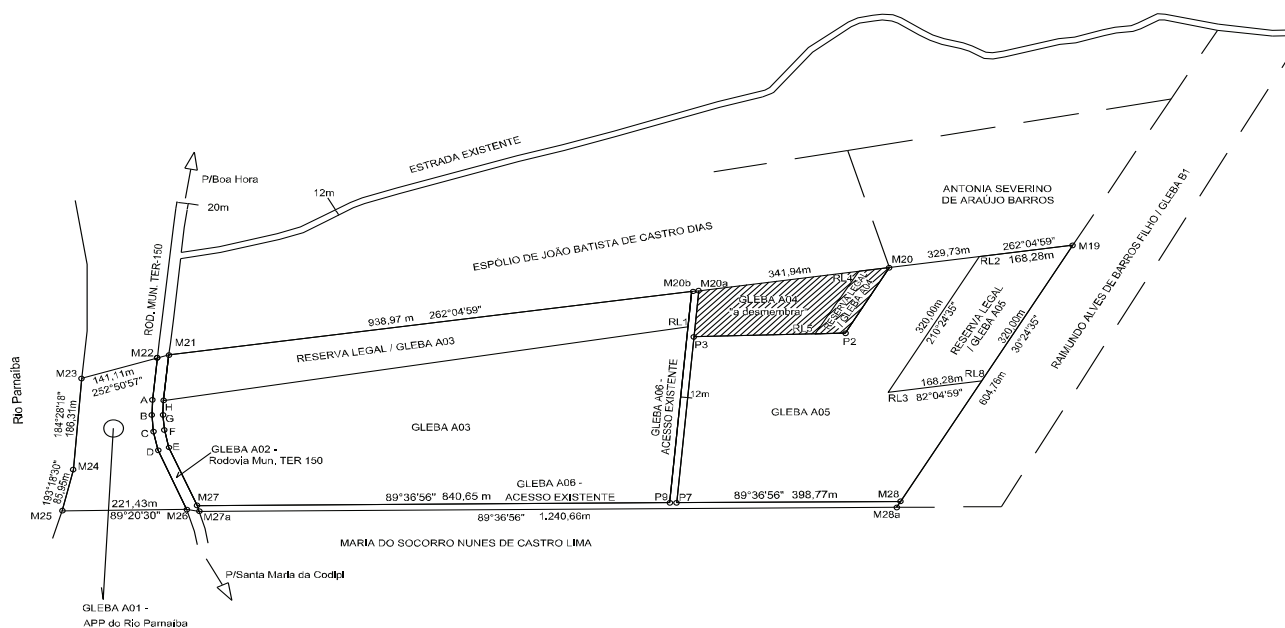 ESTRADA EXISTENTE
P/Boa Hora
12m
20m
ROD. MUN. TER-150
ANTONIA SEVERINO
DE ARAÚJO BARROS
RAIMUNDO ALVES DE BARROS FILHO / GLEBA B1
ESPÓLIO DE JOÃO BATISTA DE CASTRO DIAS
M19
262°04'59"
329,73m
RL2
168,28m
M20
341,94m
RL4
M20b
M20a
GLEBA A04
"a desmembrar"
RESERVA LEGAL
/ GLEBA A04
RL5
P2
RL1
P3
320,00m
210°24'35"
RESERVA LEGAL
/ GLEBA A05
320,00m
30°24'35"
RL8
168,28m
RL3
82°04'59"
604,76m
938,97 m 262°04'59"
RESERVA LEGAL / GLEBA A03
M22
M21
M23
141,11m
252°50'57"
Rio Parnaíba
184°28'18"
186,31m
A
H
B
G
C
F
D
E
GLEBA A03
GLEBA A06 -
ACESSO EXISTENTE
12m
GLEBA A05
GLEBA A02 -
Rodovia Mun. TER 150
M24
193°18'30"
85,95m
M25
221,43m
89°20'30"
M26
M27
M27a
89°36'56" 840,65 m
GLEBA A06 -
ACESSO EXISTENTE
P9
P7
89°36'56" 398,77m
M28
M28a
89°36'56" 1.240,66m
MARIA DO SOCORRO NUNES DE CASTRO LIMA
P/Santa Maria da Codipi
GLEBA A01 -
APP do Rio Parnaíba